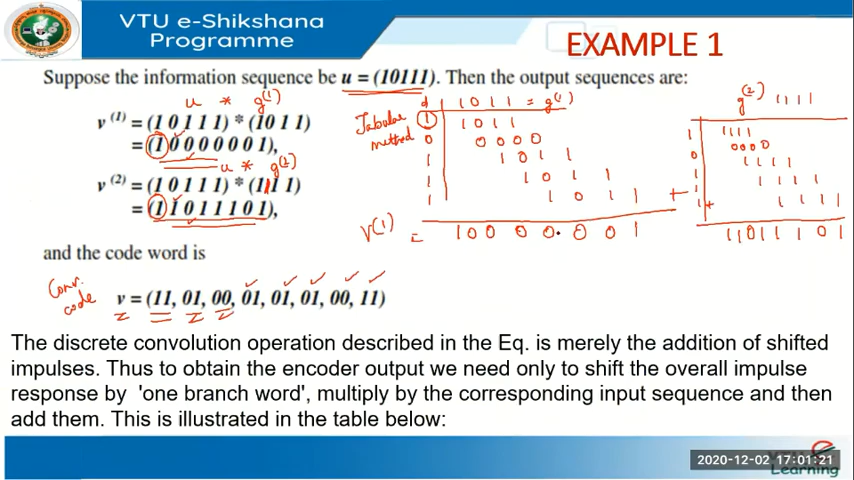 VTU e-Shikshana
Programme
EXAMPLE 1
Suppose the information sequence be u = (10111). Then the output sequences are:
u * g(1)
v (1) = (1 0 1 1 1) * (10 1 1)
= (1 0 0 0 0 0 0 1),
u * g(2)
v (2) = (1 0 1 1 1) * (1 1 1 1)
= (1 1 0 1 1 1 0 1),
and the code word is
Conv. code
v = (11, 01, 00, 01, 01, 01, 00, 11)
Tabular method
d 1 0 1 1 = g(1)
1 1 0 1 1
0 0 0 0 0
1 1 0 1 1
1 1 0 1 1
1 1 0 1 1 +
V(1) = 1 0 0 0 0 0 0 1
g(2) 1 1 1 1
1 1 1 1 1
0 0 0 0 0
1 1 1 1 1
1 1 1 1 1
1 + 1 1 1 1
1 1 0 1 1 1 0 1
The discrete convolution operation described in the Eq. is merely the addition of shifted
impulses. Thus to obtain the encoder output we need only to shift the overall impulse
response by 'one branch word', multiply by the corresponding input sequence and then
add them. This is illustrated in the table below:
2020-12-02 17:01:21
Learning